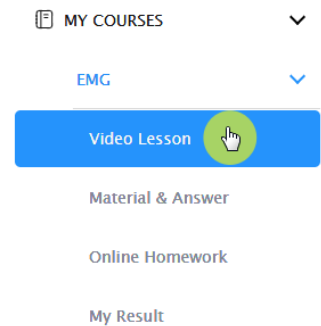 MY COURSES
EMG
Video Lesson
Material & Answer
Online Homework
My Result